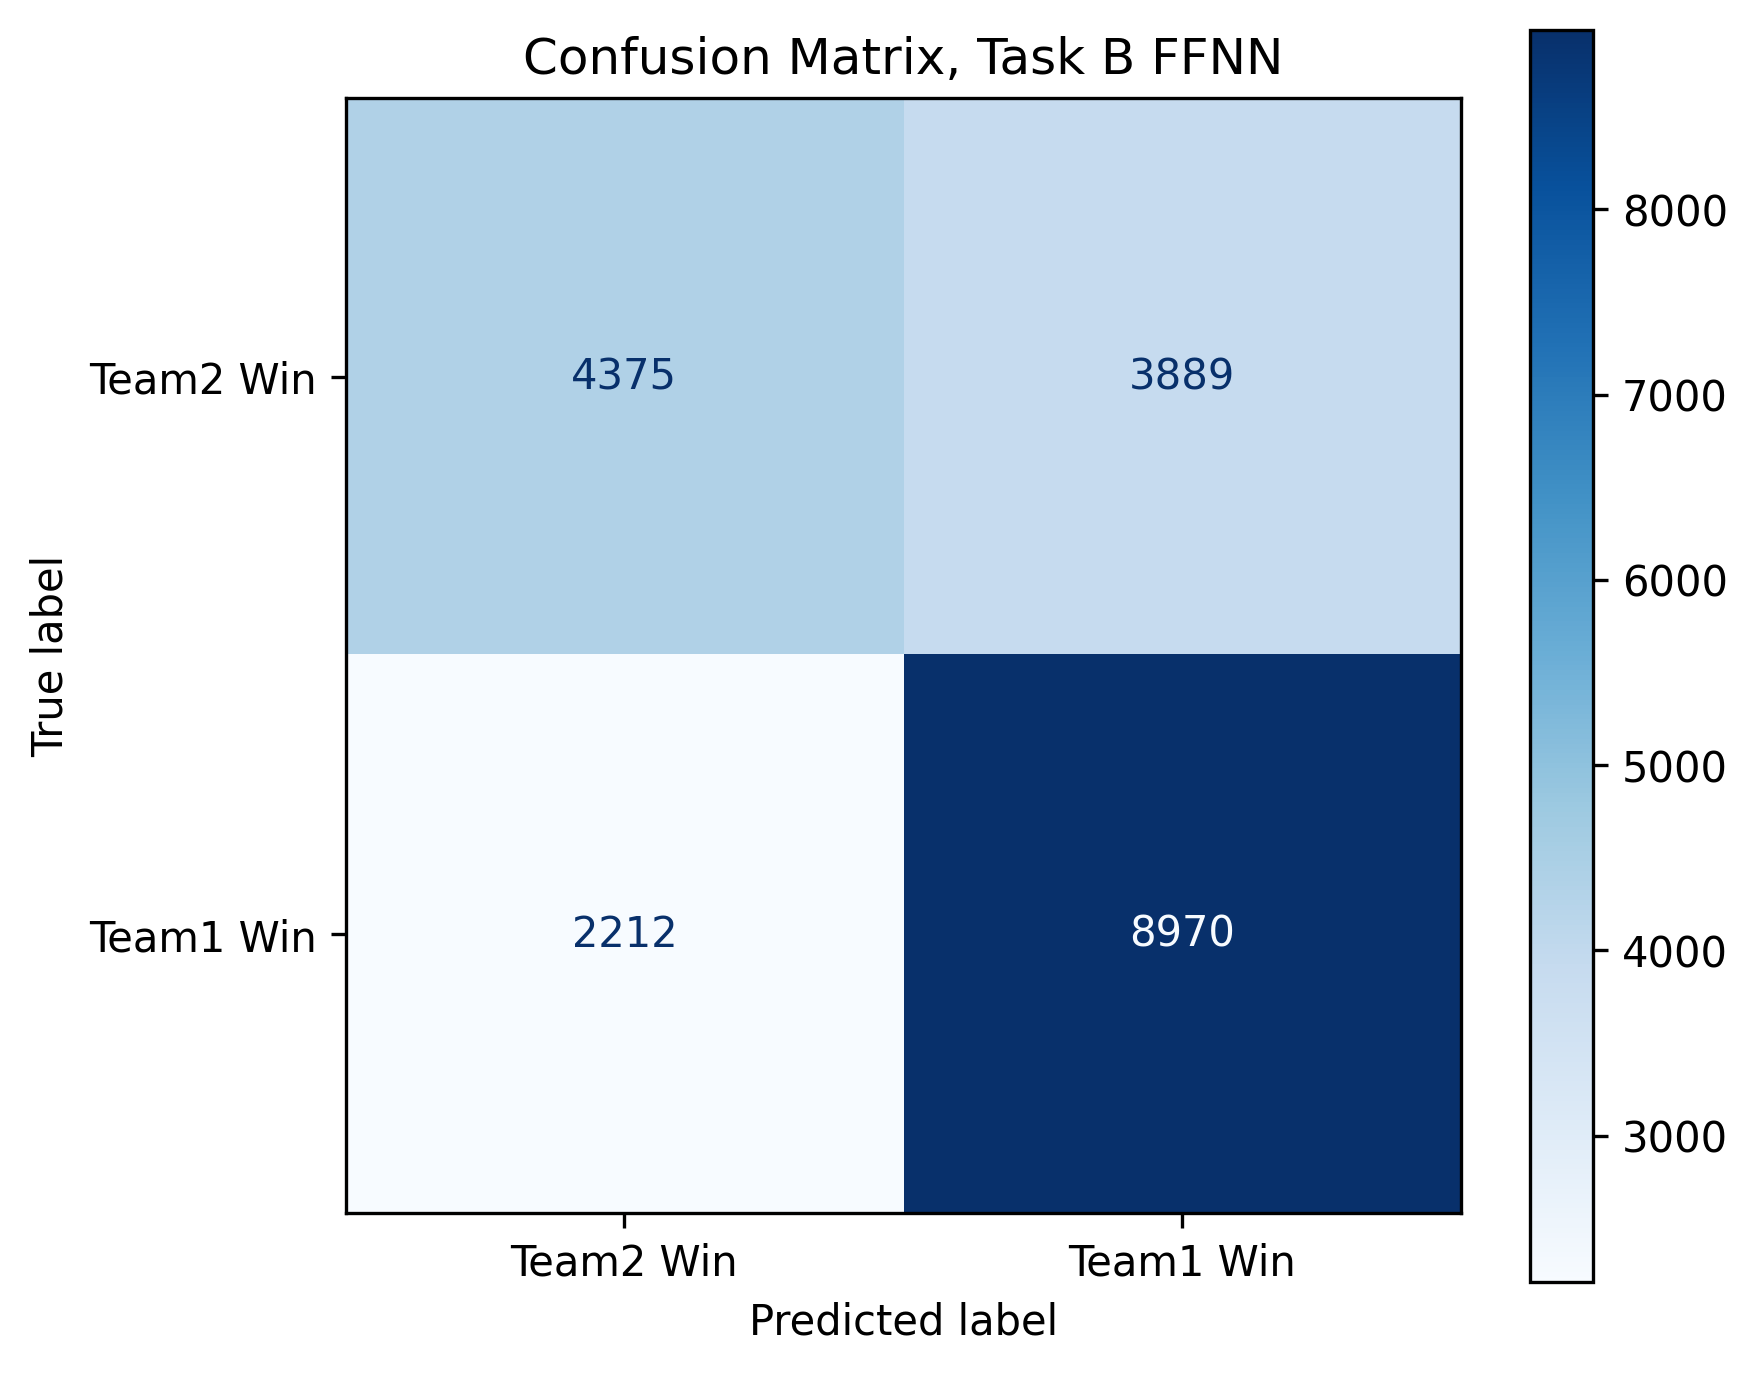 Confusion Matrix, Task B FFNN
True label
Team2 Win
4375
3889
Team1 Win
2212
8970
Team2 Win
Team1 Win
Predicted label
8000
7000
6000
5000
4000
3000